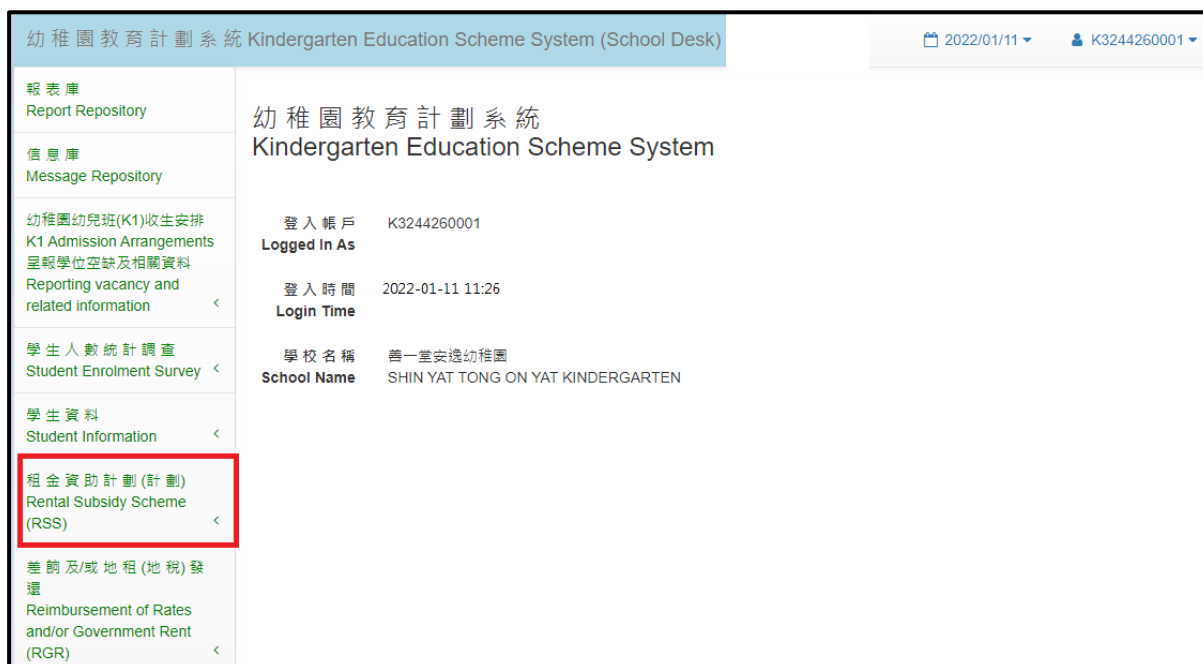 幼稚園教育計劃系統 Kindergarten Education Scheme System (School Desk)
2022/01/11
K3244260001
報表庫
Report Repository
信息庫
Message Repository
幼稚園幼兒班(K1)收生安排
K1 Admission Arrangements
呈報學位空缺及相關資料
Reporting vacancy and
related information
學生人數統計調查
Student Enrolment Survey
學生資料
Student Information
租金資助計劃(計劃)
Rental Subsidy Scheme
(RSS)
差餉及/或地租(地稅)發
還
Reimbursement of Rates
and/or Government Rent
(RGR)
幼稚園教育計劃系統
Kindergarten Education Scheme System
登入帳戶 K3244260001
Logged In As
登入時間 2022-01-11 11:26
Login Time
學校名稱 善一堂安逸幼稚園
School Name SHIN YAT TONG ON YAT KINDERGARTEN